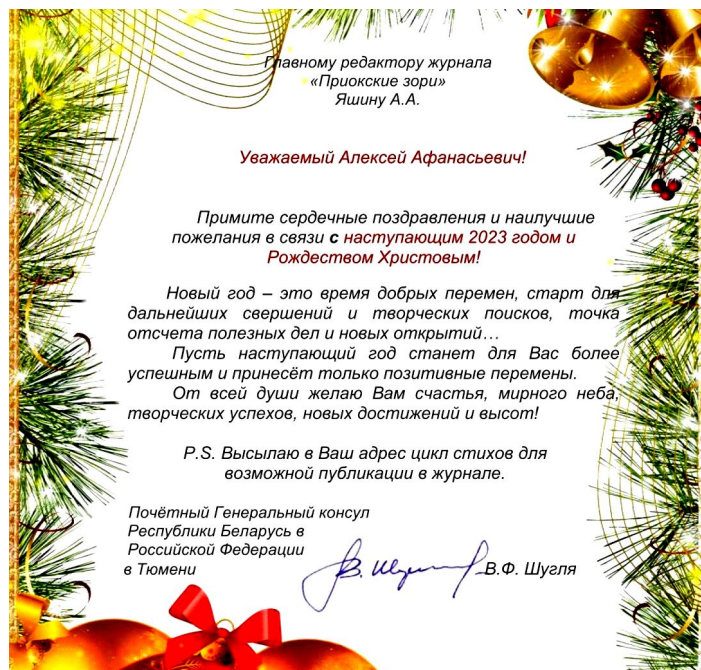 Главному редактору журнала
«Приокские зори»
Яшину А.А.
Уважаемый Алексей Афанасьевич!
Примите сердечные поздравления и наилучшие
пожелания в связи с наступающим 2023 годом и
Рождеством Христовым!
Новый год – это время добрых перемен, старт для
дальнейших свершений и творческих поисков, точка
отсчета полезных дел и новых открытий…
Пусть наступающий год станет для Вас более
успешным и принесёт только позитивные перемены.
От всей души желаю Вам счастья, мирного неба,
творческих успехов, новых достижений и высот!
P.S. Высылаю в Ваш адрес цикл стихов для
возможной публикации в журнале.
Почётный Генеральный консул
Республики Беларусь в
Российской Федерации
в Тюмени В.Ф. Шугля